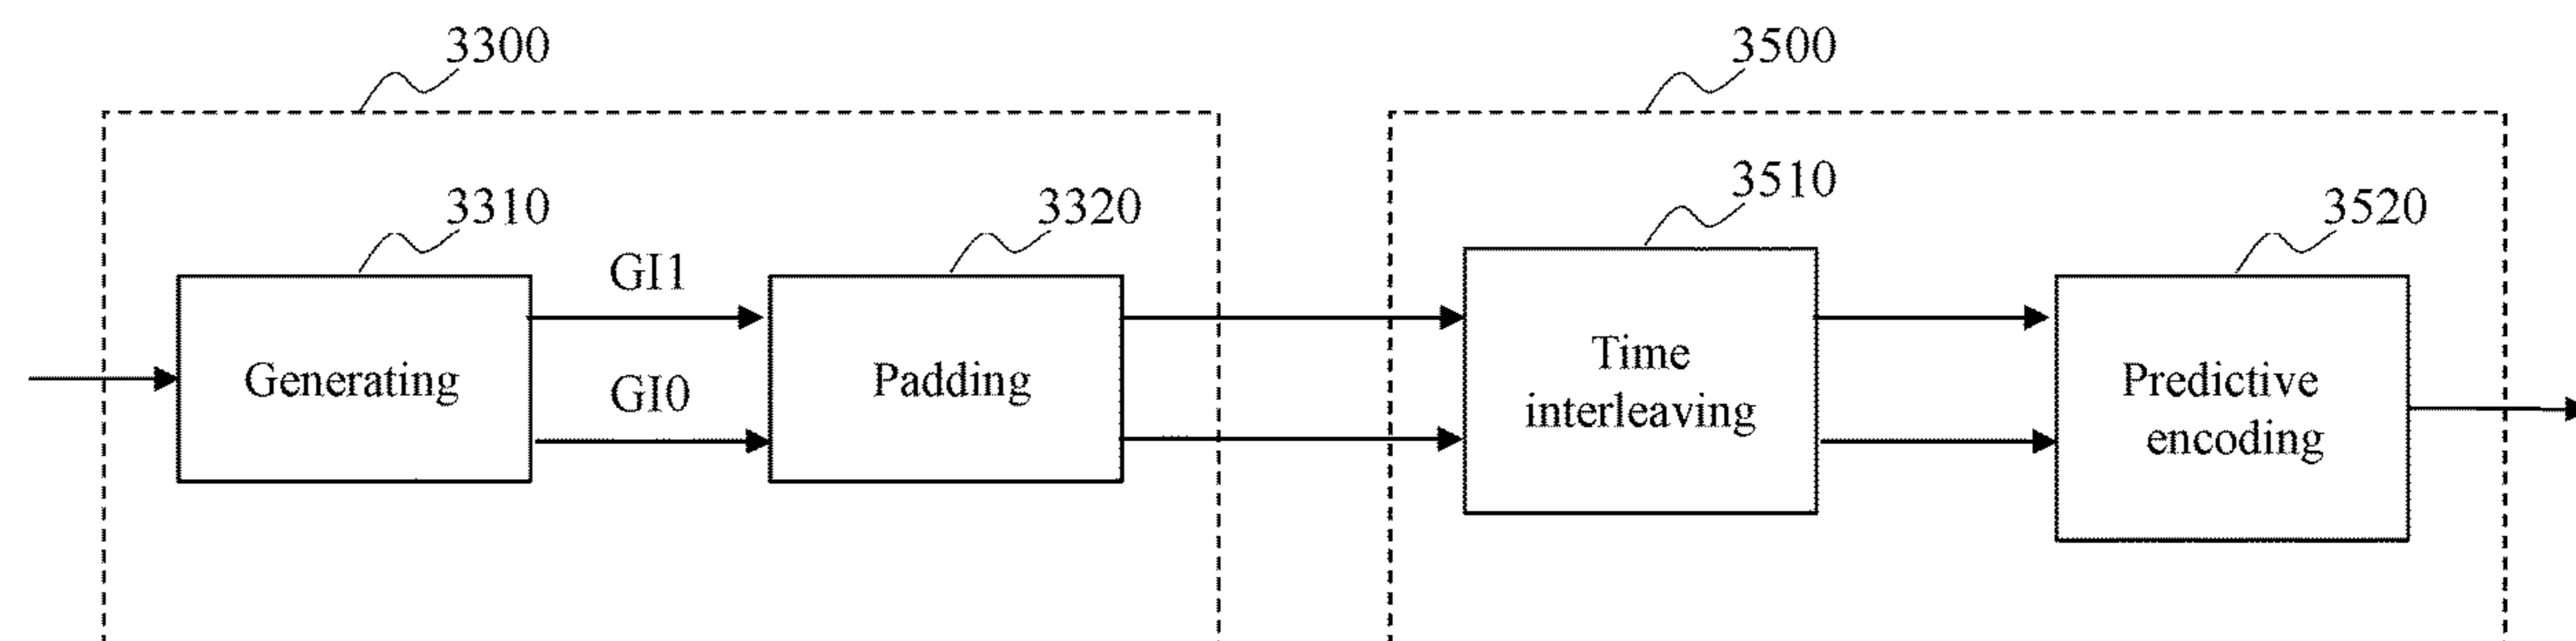 3300
3500
3310
GI1
3320
3510
3520
Generating
GI0
Padding
Time
interleaving
Predictive
encoding